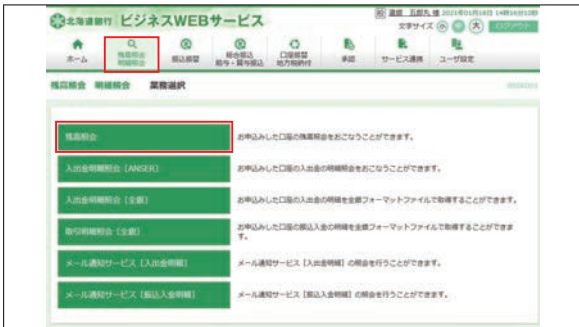 北海道銀行 ビジネスWEBサービス
文字サイズ 小 中 大 ログアウト
ホーム 残高照会 明細照会 振込振替 総合振込 給与・賞与振込 口座振替 地方税納付 承認 サービス連携 ユーザ設定
残高照会 明細照会 業務選択
残高照会 お申込みした口座の残高照会をおこなうことができます。
入出金明細照会［ANSER］ お申込みした口座の入出金の明細照会をおこなうことができます。
入出金明細照会［全銀］ お申込みした口座の入出金の明細を全銀フォーマットファイルで取得することができます。
取引明細照会［全銀］ お申込みした口座の振込入金の明細を全銀フォーマットファイルで取得することができま
す。
メール通知サービス［入出金明細］ メール通知サービス［入出金明細］の照会を行うことができます。
メール通知サービス［振込入金明細］ メール通知サービス［振込入金明細］の照会を行うことができます。